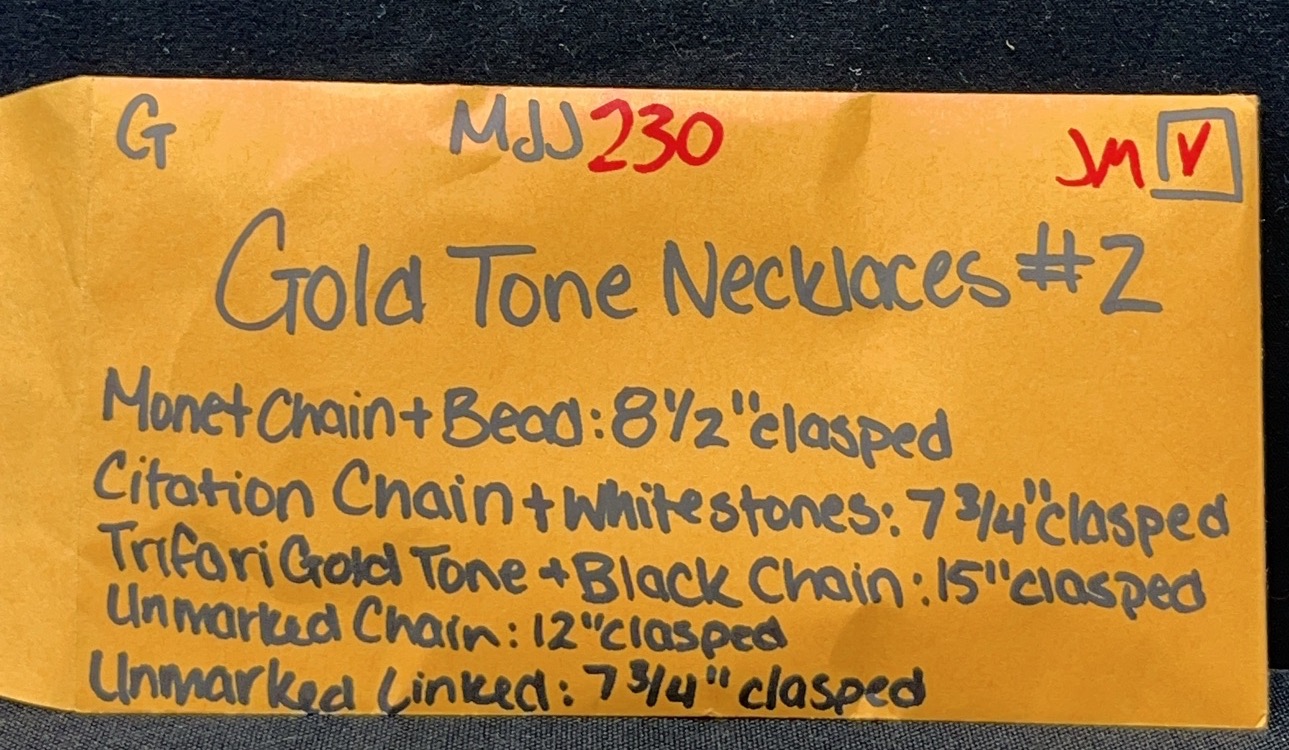 G MJJ230 JM V
Gold Tone Necklaces #2
Monet Chain + Bead: 8 1/2" clasped
Citation Chain + White stones: 7 3/4" clasped
Trifari Gold Tone + Black Chain: 15" clasped
Unmarked Chain: 12" clasped
Unmarked Linked: 7 3/4" clasped